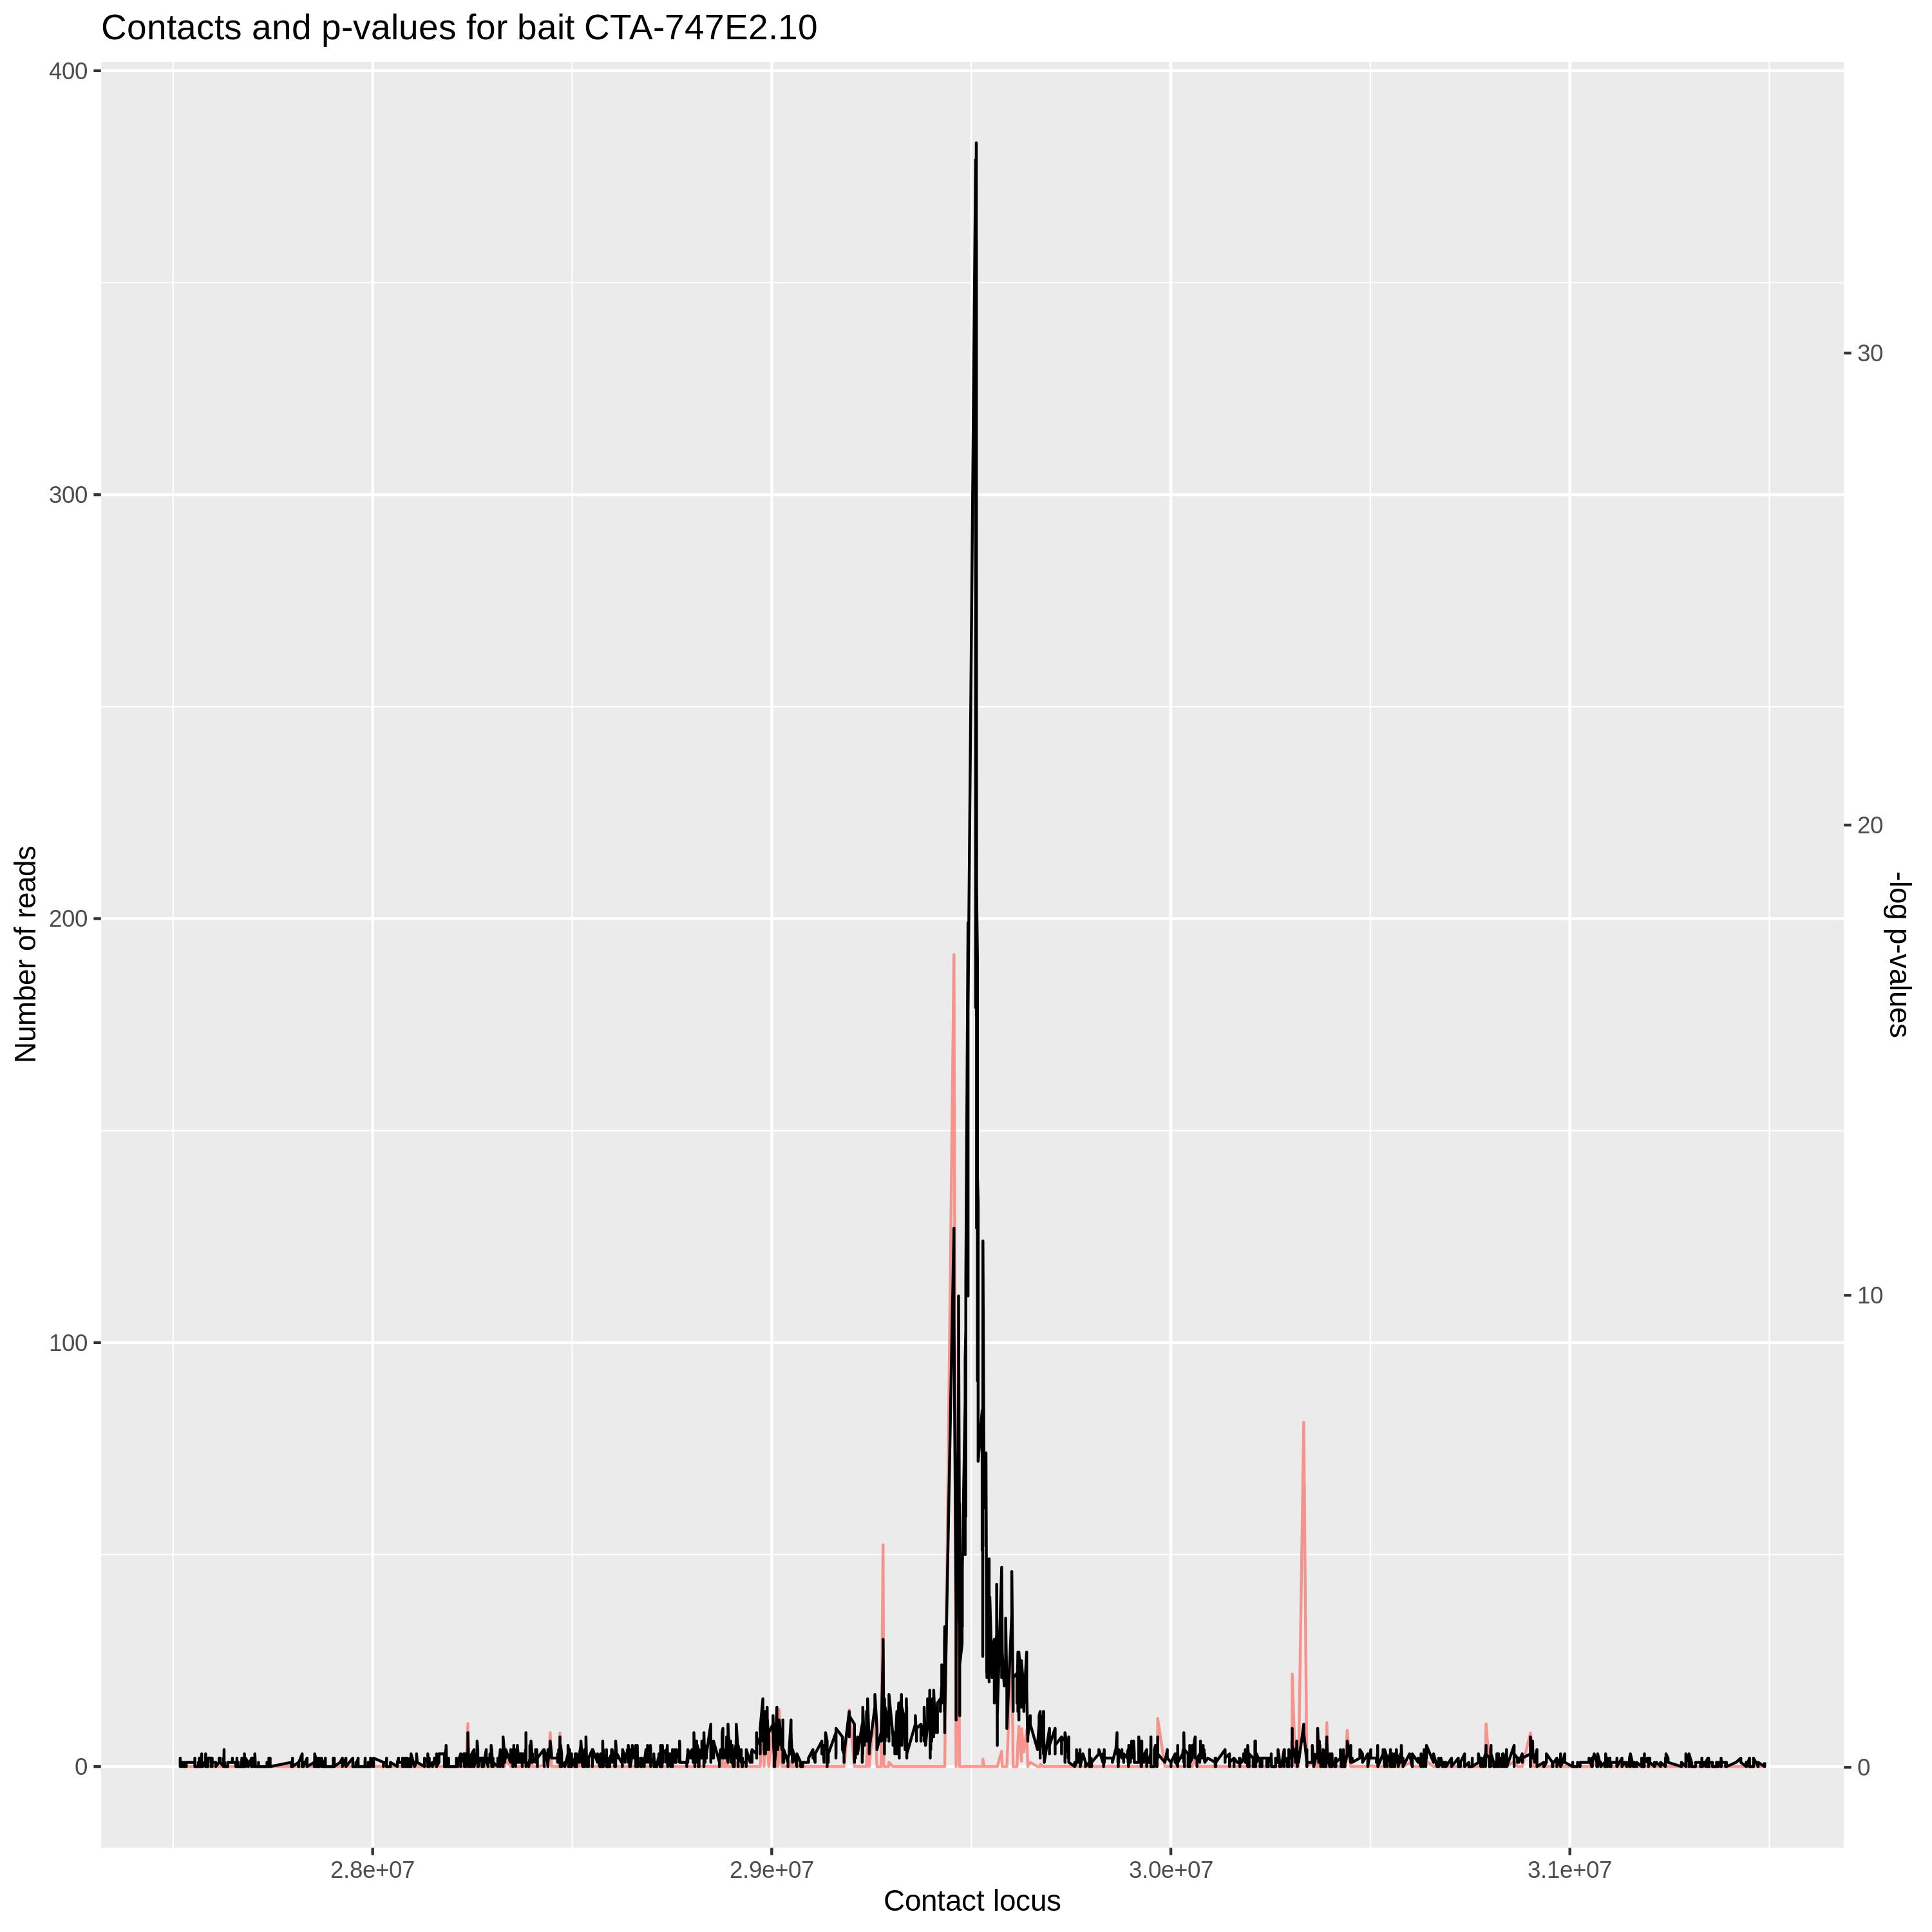 Contacts and p-values for bait CTA-747E2.10
400
300
200
100
0
Number of reads
30
20
10
0
-log p-values
2.8e+07
2.9e+07
3.0e+07
3.1e+07
Contact locus